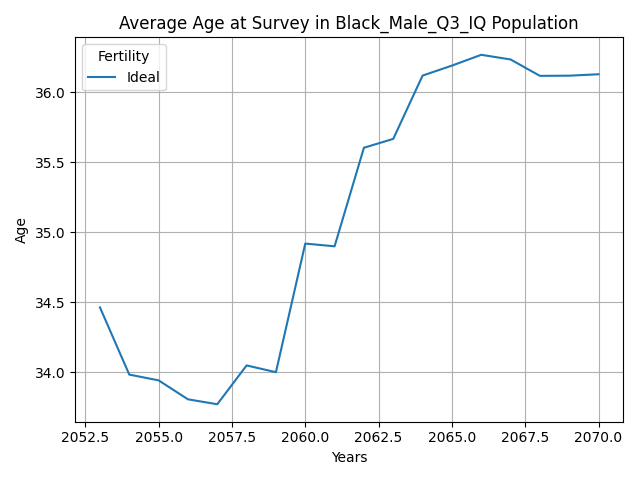 Average Age at Survey in Black_Male_Q3_IQ Population
Fertility
Ideal
Age
36.0
35.5
35.0
34.5
34.0
2052.5 2055.0 2057.5 2060.0 2062.5 2065.0 2067.5 2070.0
Years